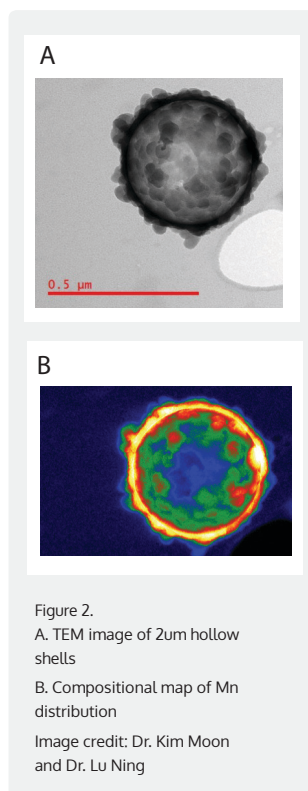 A
0.5 μm
B
Figure 2.
A. TEM image of 2um hollow
shells
B. Compositional map of Mn
distribution
Image credit: Dr. Kim Moon
and Dr. Lu Ning